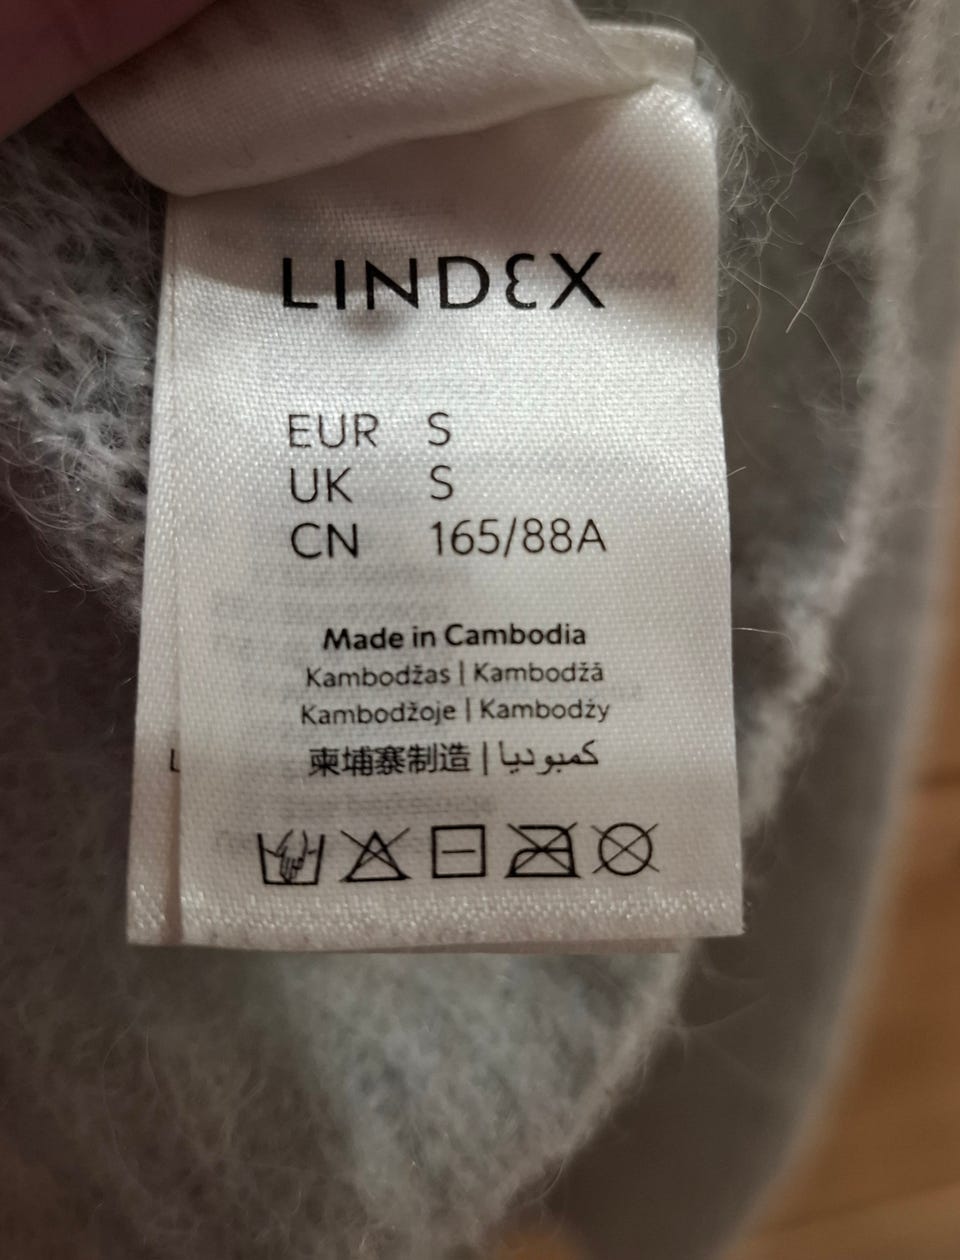 LINDEX
EUR S
UK S
CN 165/88A
Made in Cambodia
Kambodžas | Kambodžā
Kambodžoje | Kambodży
柬埔寨制造 | كمبوديا
L